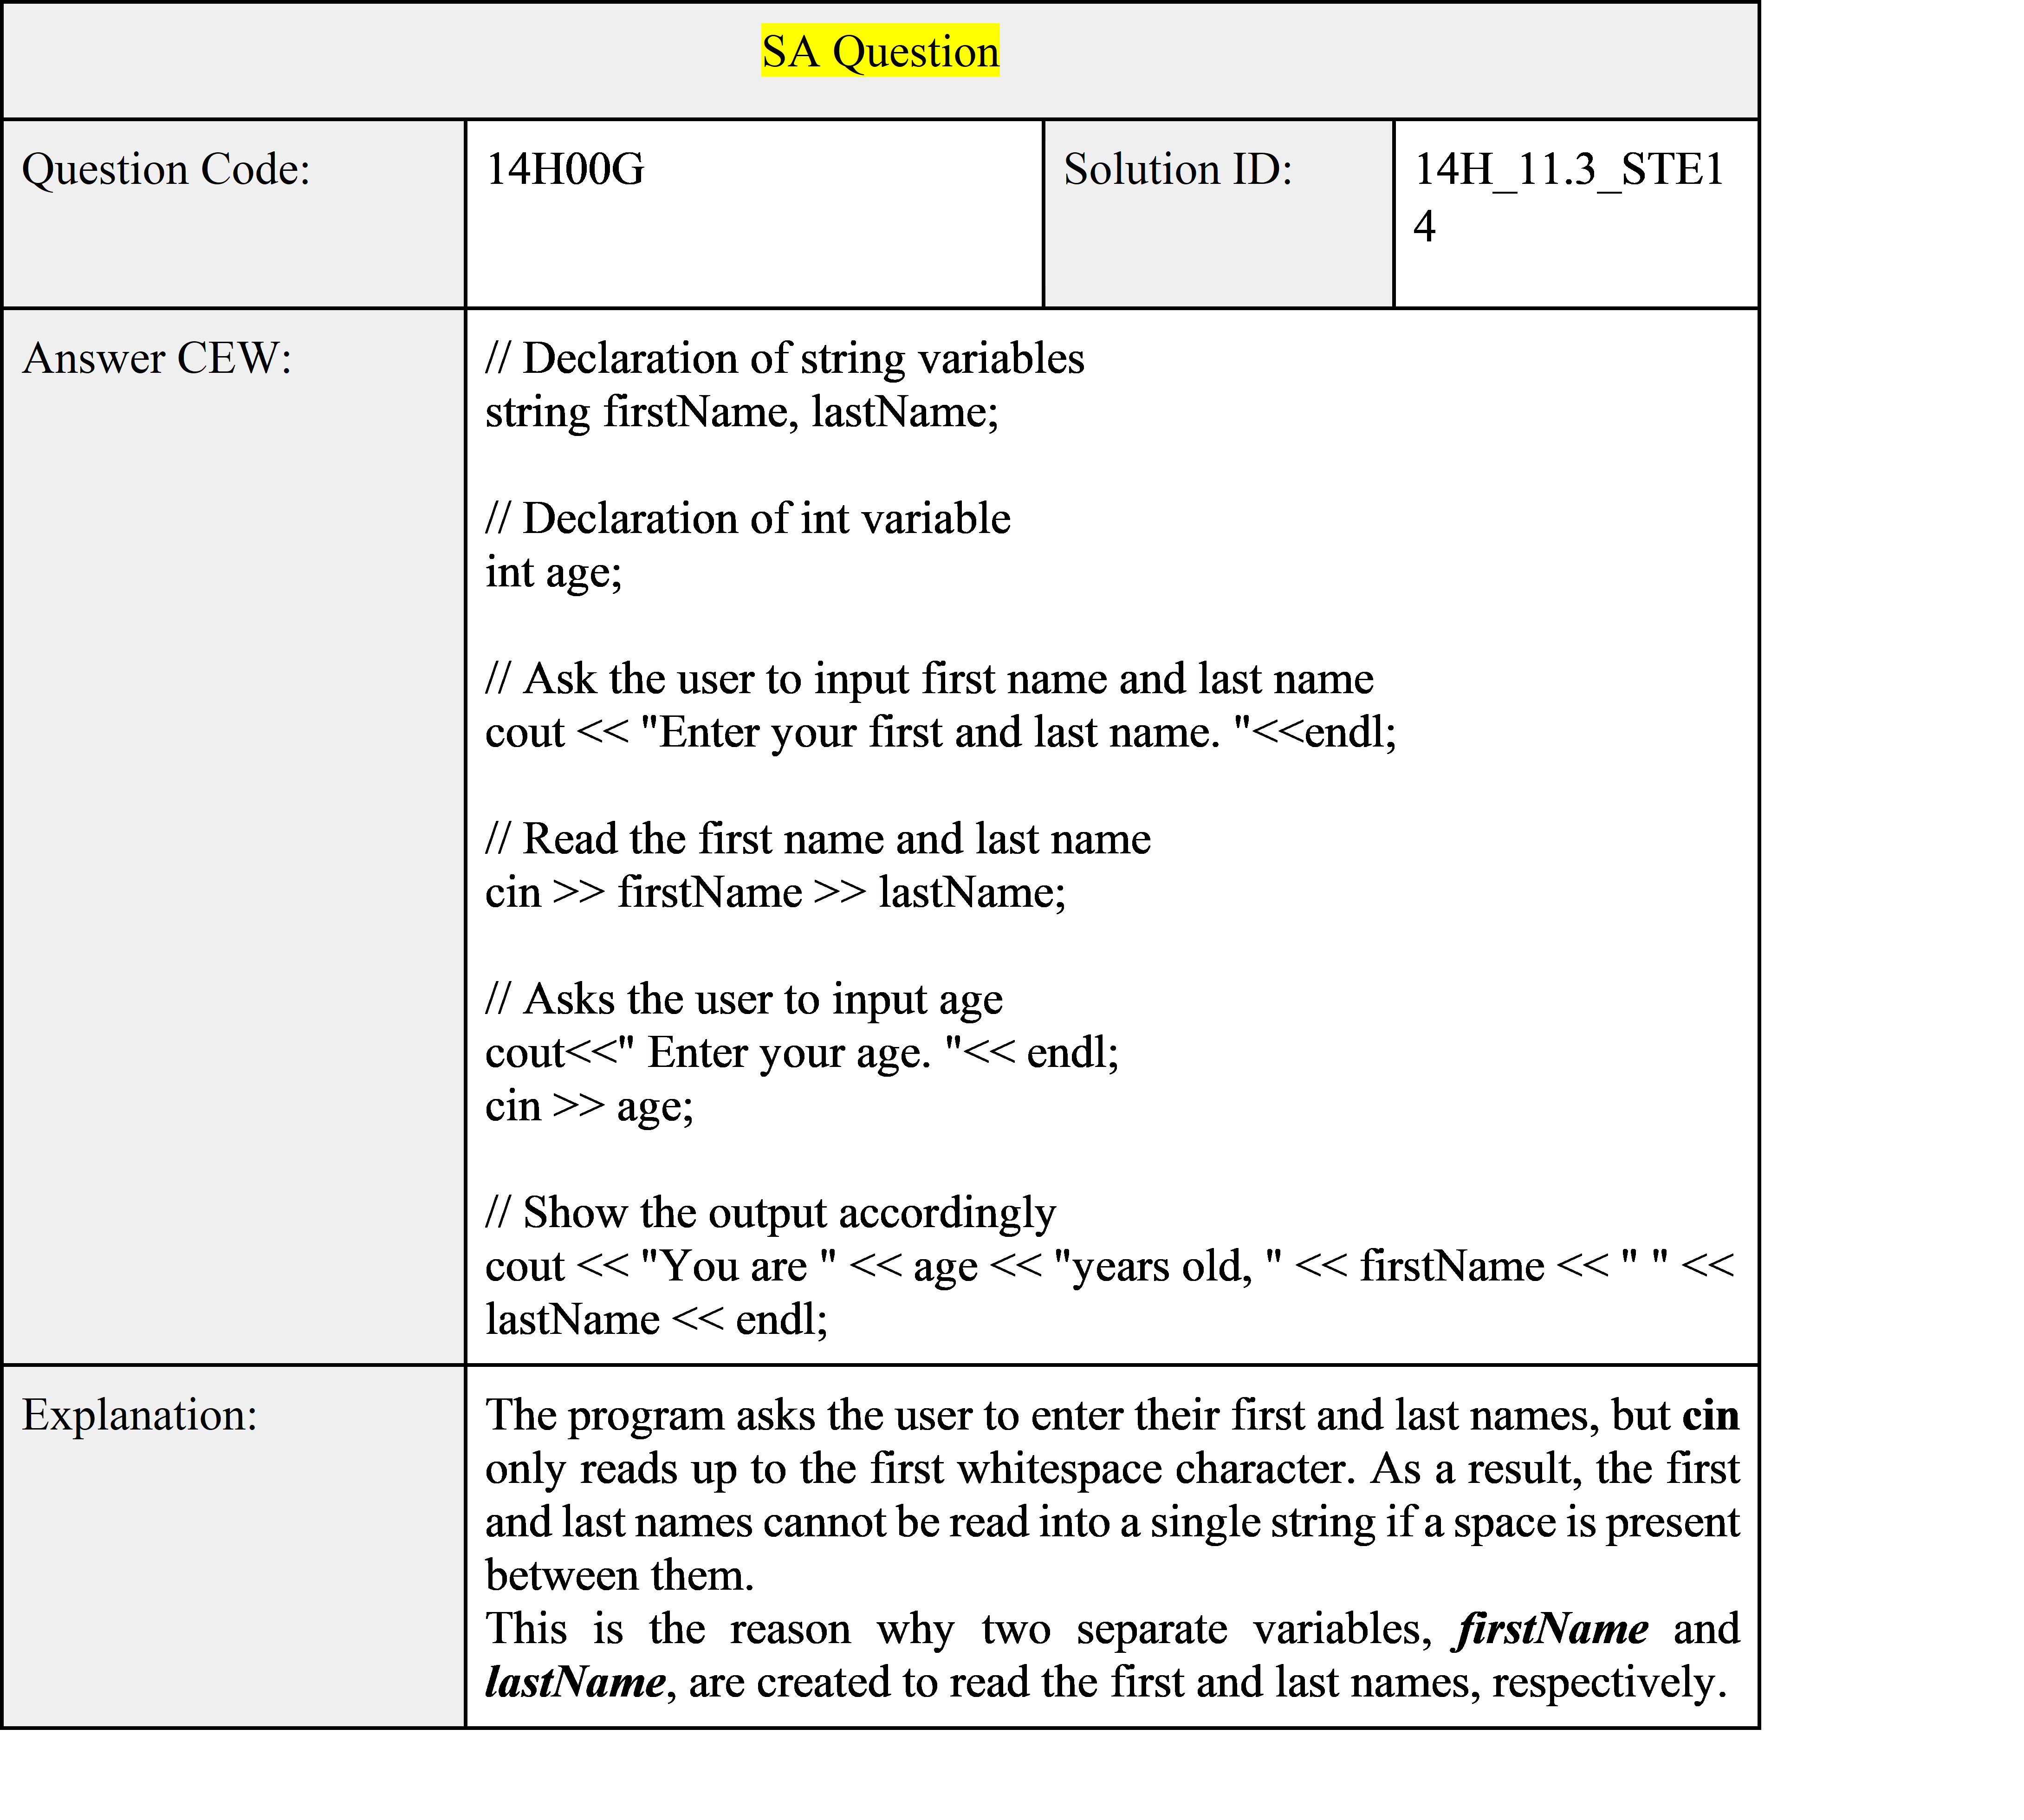 SA Question
Question Code:
14H00G
Solution ID:
14H_11.3_STE1
4
Answer CEW:
// Declaration of string variables
string firstName, lastName;
// Declaration of int variable
int age;
// Ask the user to input first name and last name
cout << "Enter your first and last name. "<<endl;
// Read the first name and last name
cin >> firstName >> lastName;
// Asks the user to input age
cout<<" Enter your age. "<< endl;
cin >> age;
// Show the output accordingly
cout << "You are " << age << "years old, " << firstName << " " <<
lastName << endl;
Explanation:
The program asks the user to enter their first and last names, but cin
only reads up to the first whitespace character. As a result, the first
and last names cannot be read into a single string if a space is present
between them.
This is the reason why two separate variables, firstName and
lastName, are created to read the first and last names, respectively.